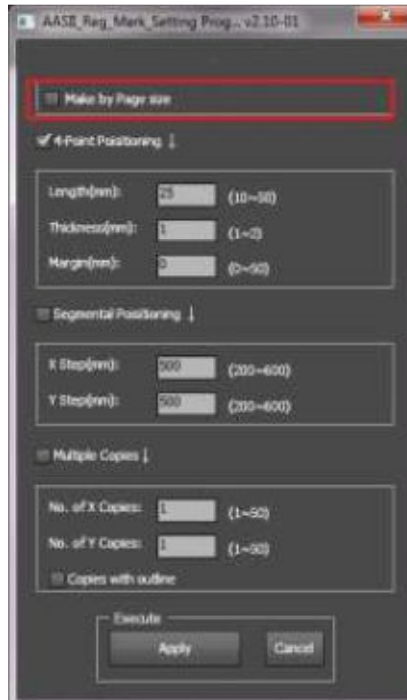 AASII_Reg_Mark_Setting Prog... v2.10-01
Make by Page size
4-Point Positioning ↓
Length(mm): 25 (10~50)
Thickness(mm): 1 (1~2)
Margin(mm): 0 (0~50)
Segmental Positioning ↓
X Step(mm): 500 (200~600)
Y Step(mm): 500 (200~600)
Multiple Copies ↓
No. of X Copies: 1 (1~50)
No. of Y Copies: 1 (1~50)
Copies with outline
Execute
Apply Cancel